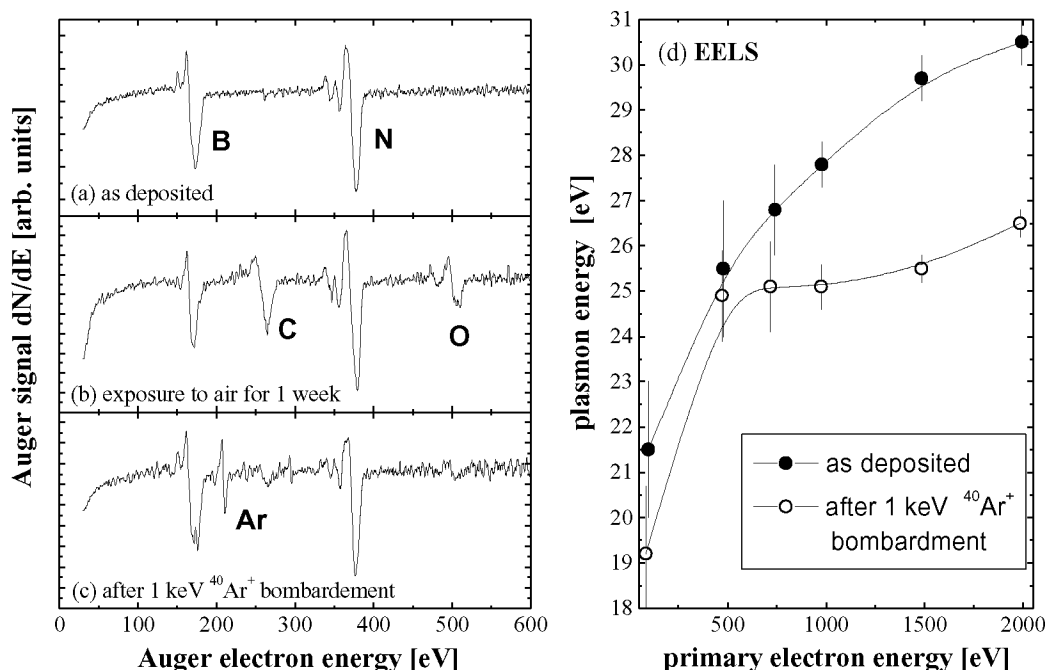 Auger signal dN/dE [arb. units]
B
N
(a) as deposited
C
O
(b) exposure to air for 1 week
Ar
(c) after 1 keV ⁴⁰Ar⁺ bombardement
0 100 200 300 400 500 600
Auger electron energy [eV]
(d) EELS
plasmon energy [eV]
31
30
29
28
27
26
25
24
23
22
21
20
19
18
as deposited
after 1 keV ⁴⁰Ar⁺
bombardment
500 1000 1500 2000
primary electron energy [eV]